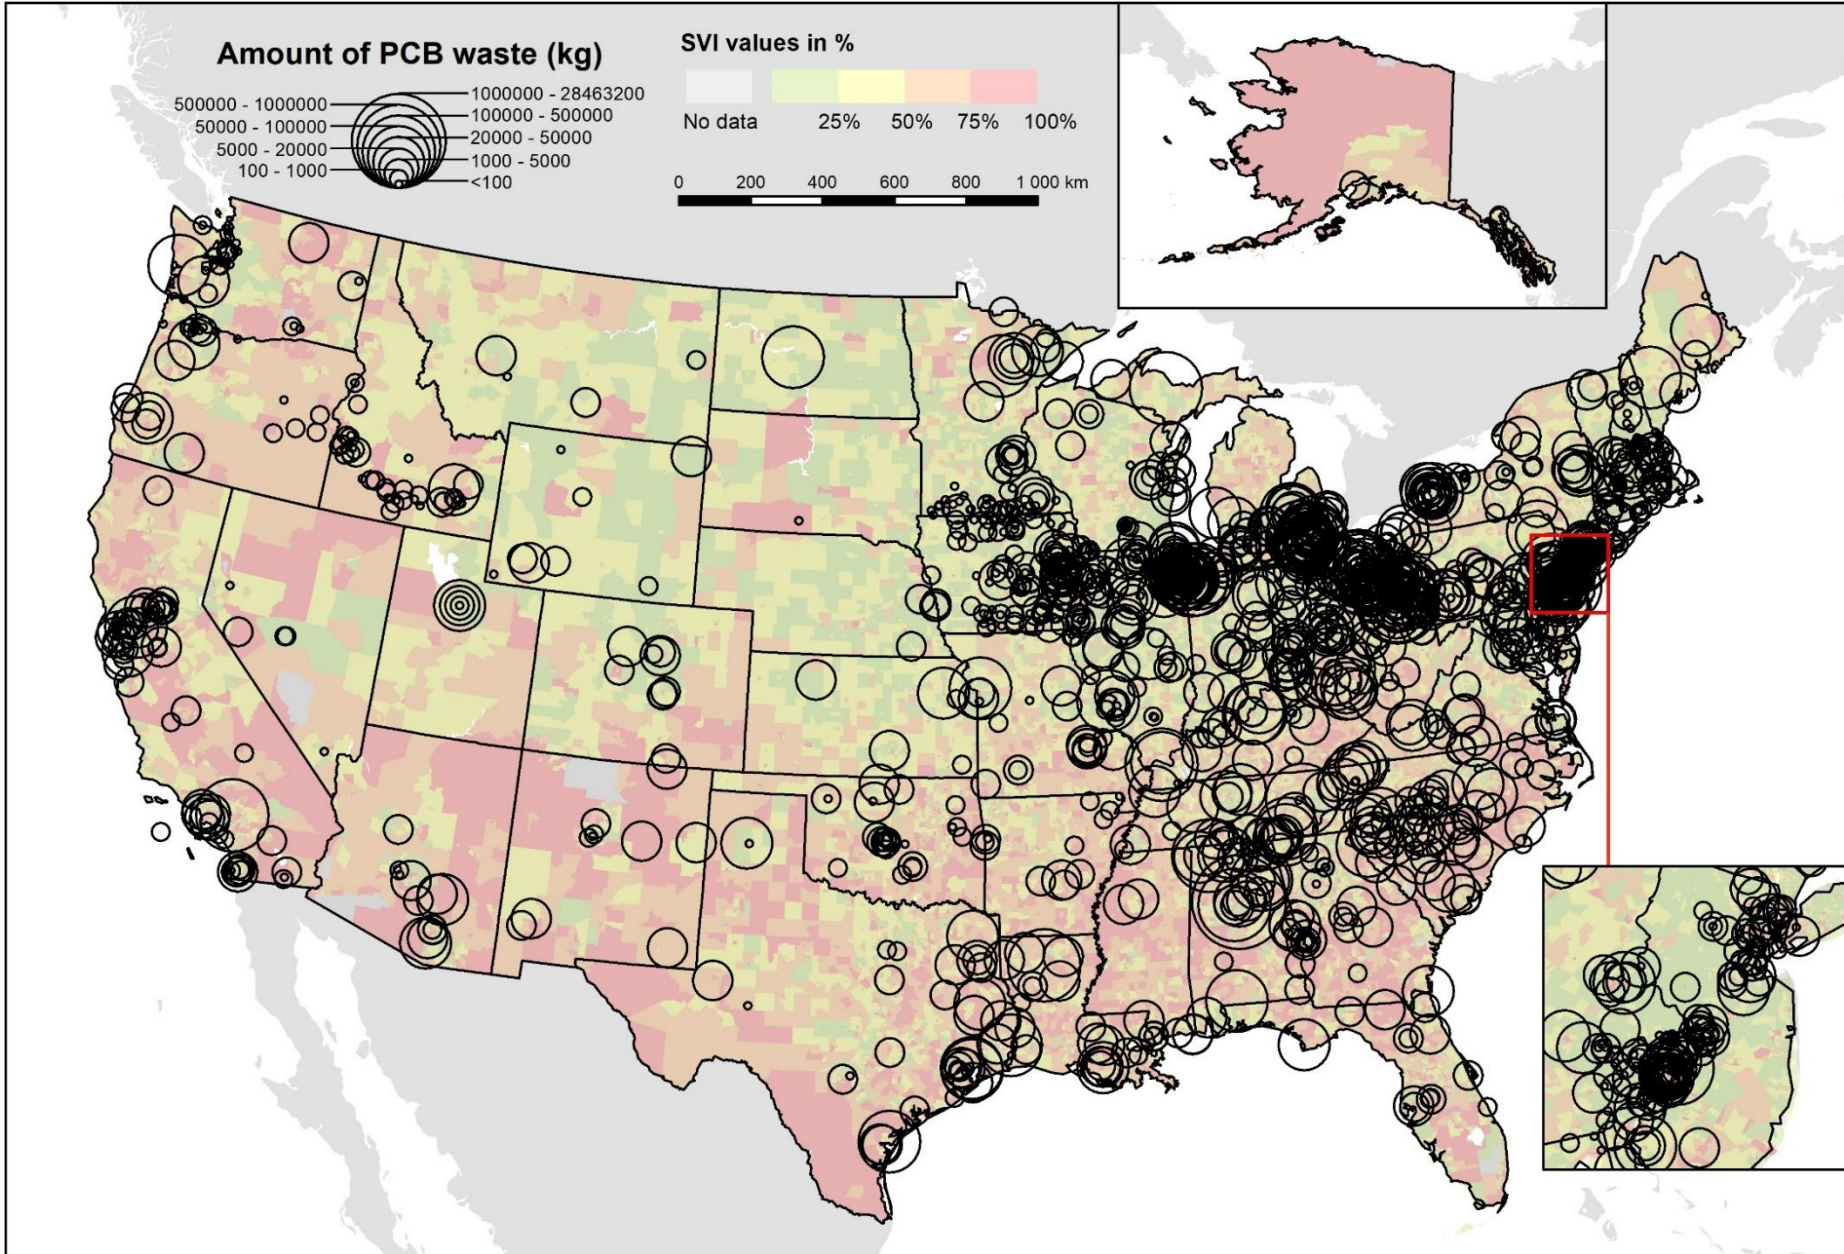 Amount of PCB waste (kg)
500000 - 1000000
50000 - 100000
5000 - 20000
100 - 1000
1000000 - 28463200
100000 - 500000
20000 - 50000
1000 - 5000
<100
SVI values in %
No data 25% 50% 75% 100%
0 200 400 600 800 1 000 km